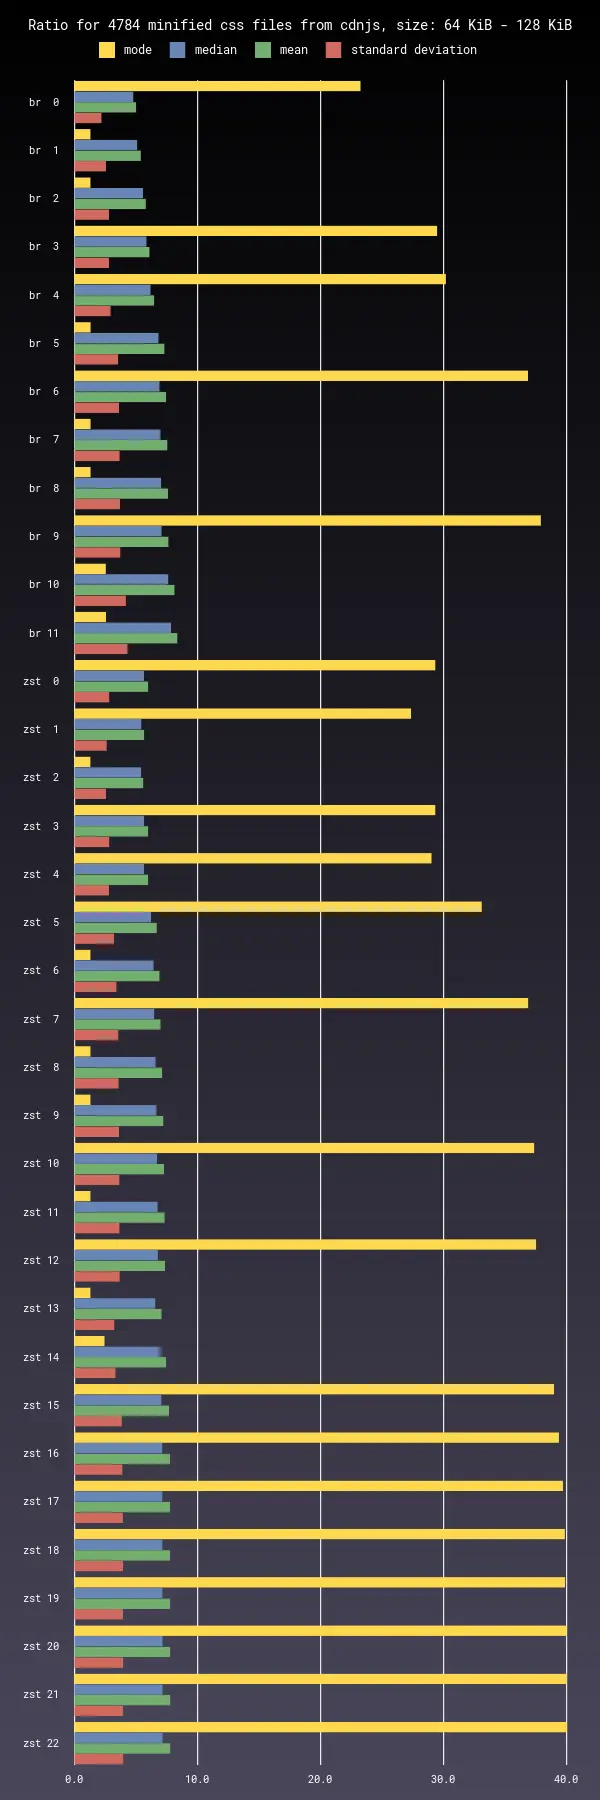 Ratio for 4784 minified css files from cdnjs, size: 64 KiB - 128 KiB
mode median mean standard deviation
br 0
br 1
br 2
br 3
br 4
br 5
br 6
br 7
br 8
br 9
br 10
br 11
zst 0
zst 1
zst 2
zst 3
zst 4
zst 5
zst 6
zst 7
zst 8
zst 9
zst 10
zst 11
zst 12
zst 13
zst 14
zst 15
zst 16
zst 17
zst 18
zst 19
zst 20
zst 21
zst 22
0.0 10.0 20.0 30.0 40.0